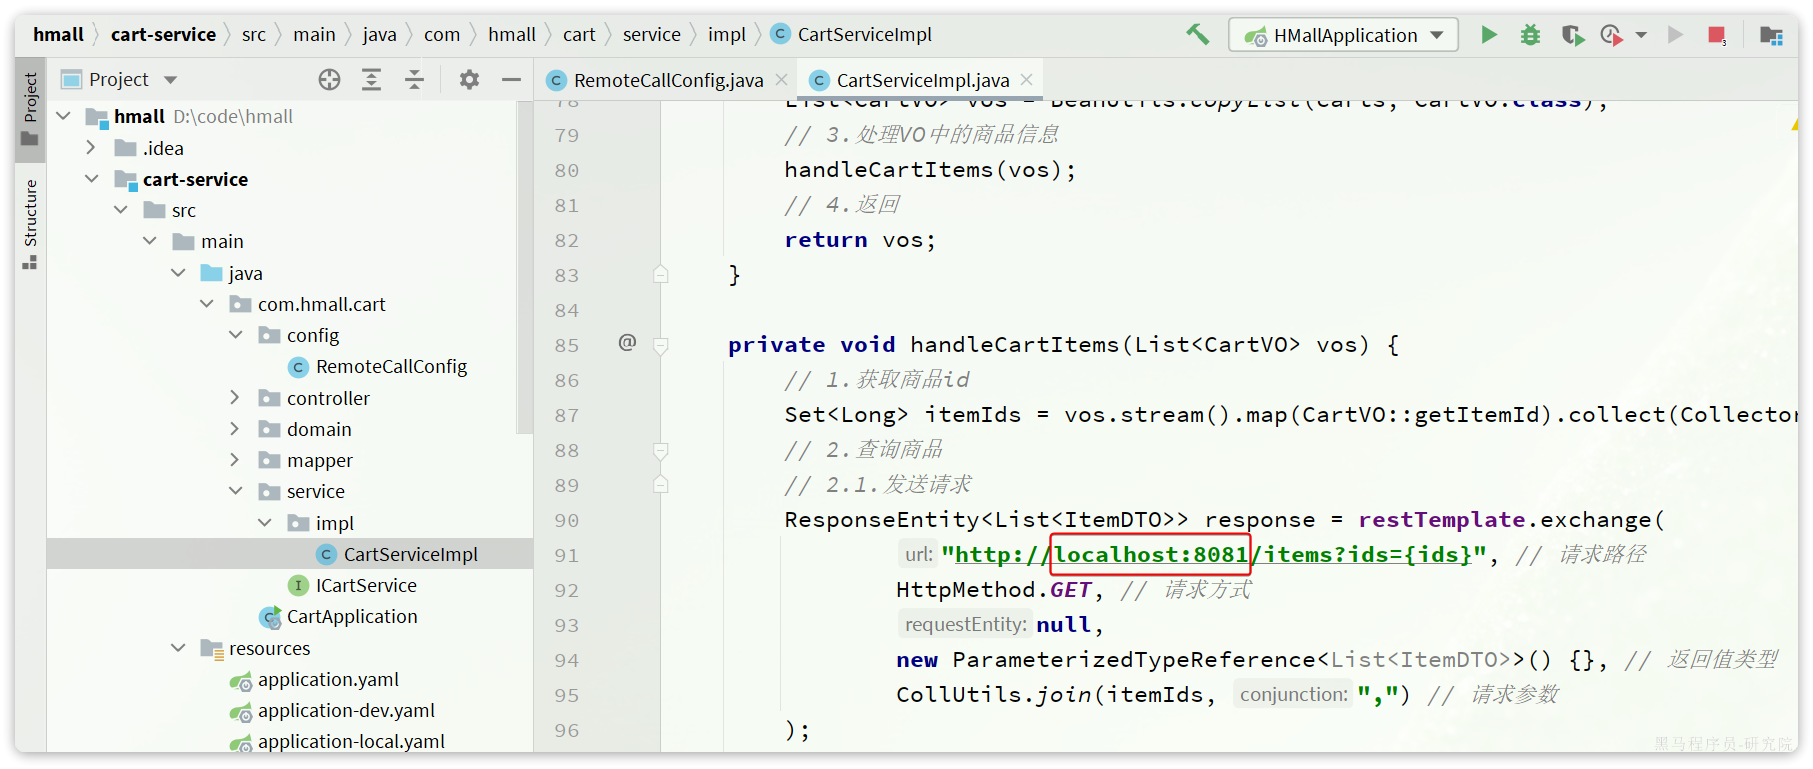 hmall cart-service src main java com hmall cart service impl CartServiceImpl HMallApplication 3
Project
Structure
Project
hmall D:\code\hmall
.idea
cart-service
src
main
java
com.hmall.cart
config
RemoteCallConfig
controller
domain
mapper
service
impl
CartServiceImpl
ICartService
CartApplication
resources
application.yaml
application-dev.yaml
application-local.yaml
RemoteCallConfig.java CartServiceImpl.java
78 List<CartVO> vos = BeanUtils.copyList(carts, CartVO.class);
79 // 3.处理VO中的商品信息
80 handleCartItems(vos);
81 // 4.返回
82 return vos;
83 }
84
85 @ private void handleCartItems(List<CartVO> vos) {
86 // 1.获取商品id
87 Set<Long> itemIds = vos.stream().map(CartVO::getItemId).collect(Collector
88 // 2.查询商品
89 // 2.1.发送请求
90 ResponseEntity<List<ItemDTO>> response = restTemplate.exchange(
91 url: "http://localhost:8081/items?ids={ids}", // 请求路径
92 HttpMethod.GET, // 请求方式
93 requestEntity: null,
94 new ParameterizedTypeReference<List<ItemDTO>>() {}, // 返回值类型
95 CollUtils.join(itemIds, conjunction: ",") // 请求参数
96 );
黑马程序员-研究院